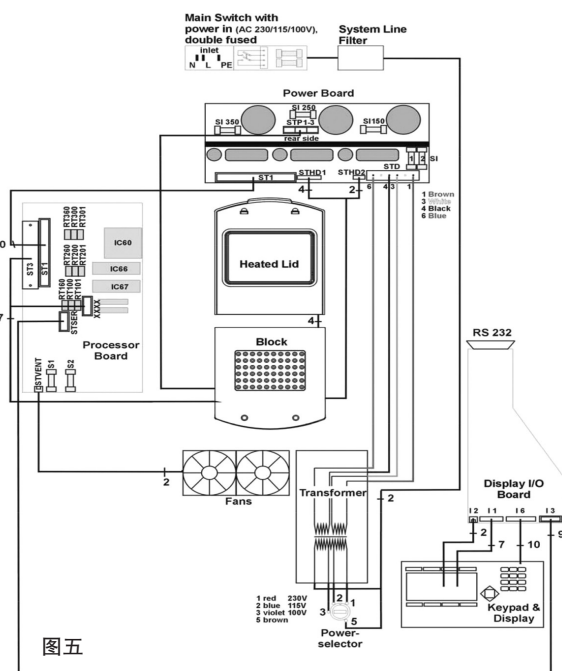 Main Switch with
power in (AC 230/115/100V),
double fused
inlet
N L PE
System Line
Filter
Power Board
SI 350
SI 250
STP1-3
rear side
SI150
1 2 SI
ST1
STHD1
STHD2
STD
4
2
6 4 3 1
1 Brown
3 White
4 Black
6 Blue
0
7
ST3
ST1
RT360
RT300
RT301
RT260
RT200
RT201
RT160
RT100
RT101
IC60
IC66
IC67
STSER
XXXX
Processor
Board
STVENT
S1
S2
Heated Lid
4
Block
2
Fans
Transformer
2
1 red 230V
2 blue 115V
3 violet 100V
5 brown
3 2 1
5
Power-
selector
RS 232
Display I/O
Board
I 2 I 1 I 6 I 3
2 7 10 9
Keypad &
Display
图五